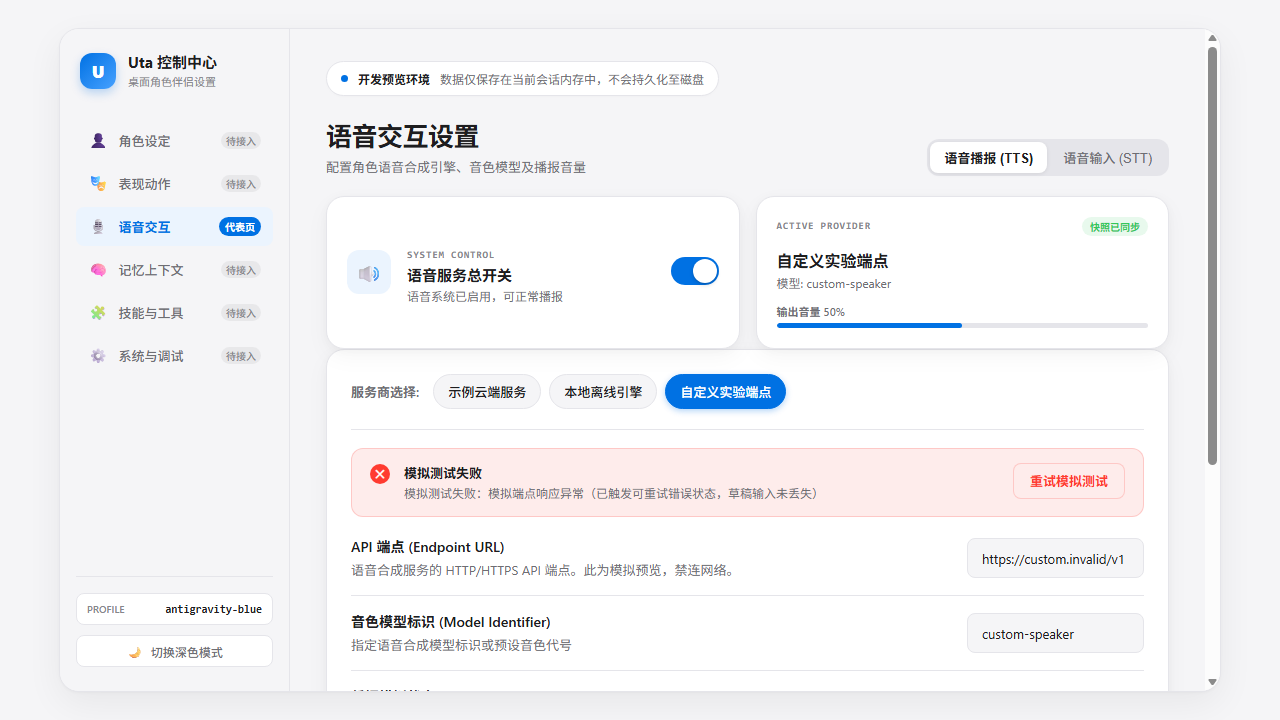 U
Uta 控制中心
桌面角色伴侣设置
角色设定 待接入
表现动作 待接入
语音交互 代表页
记忆上下文 待接入
技能与工具 待接入
系统与调试 待接入
PROFILE antigravity-blue
切换深色模式
开发预览环境 数据仅保存在当前会话内存中，不会持久化至磁盘
语音交互设置
配置角色语音合成引擎、音色模型及播报音量
语音播报 (TTS) 语音输入 (STT)
SYSTEM CONTROL
语音服务总开关
语音系统已启用，可正常播报
ACTIVE PROVIDER 快照已同步
自定义实验端点
模型: custom-speaker
输出音量 50%
服务商选择: 示例云端服务 本地离线引擎 自定义实验端点
模拟测试失败
模拟测试失败：模拟端点响应异常（已触发可重试错误状态，草稿输入未丢失）
重试模拟测试
API 端点 (Endpoint URL)
语音合成服务的 HTTP/HTTPS API 端点。此为模拟预览，禁连网络。
https://custom.invalid/v1
音色模型标识 (Model Identifier)
指定语音合成模型标识或预设音色代号
custom-speaker